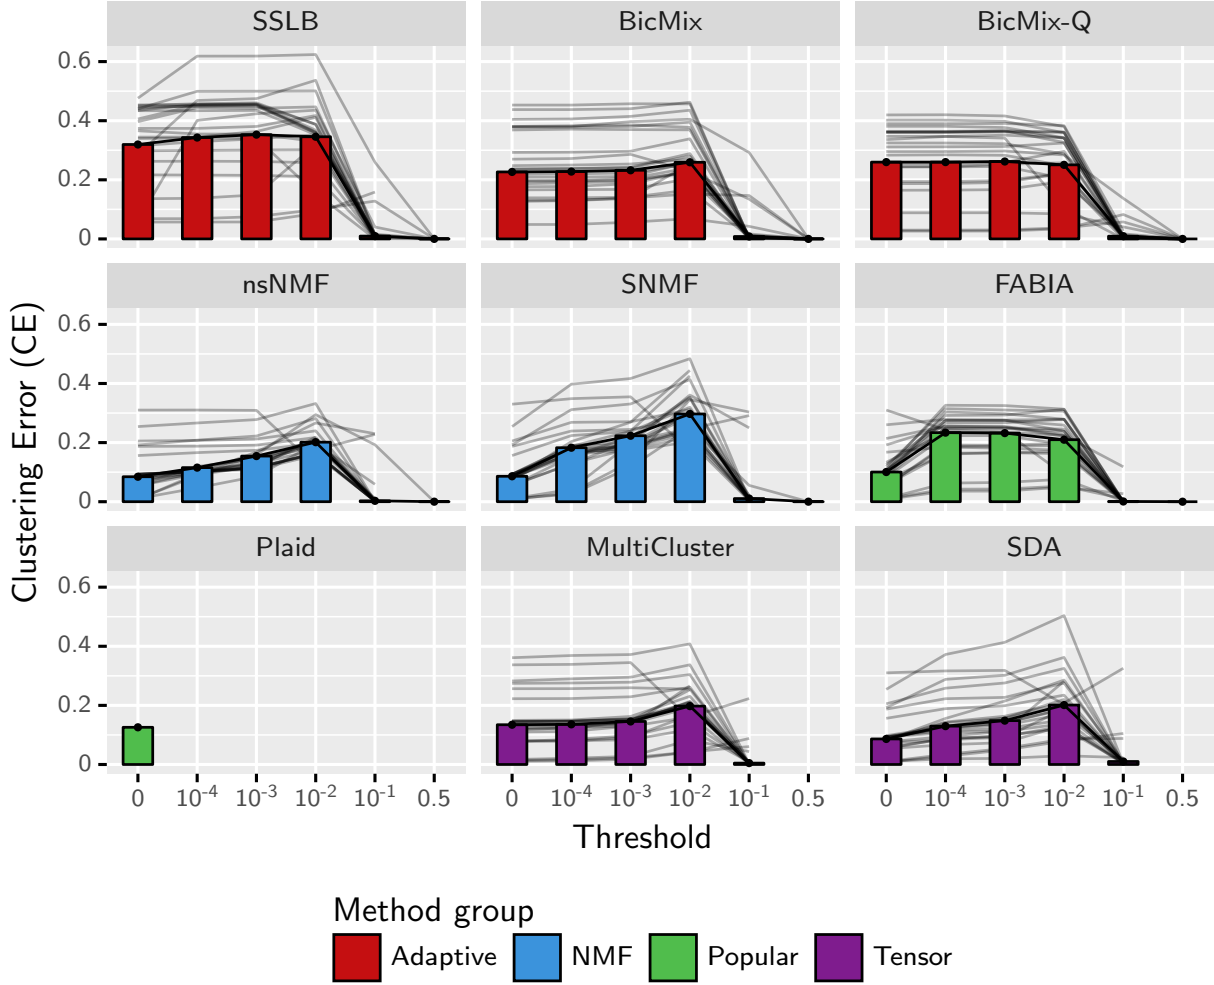 SSLB BicMix BicMix-Q
0.6
0.4
0.2
0
nsNMF SNMF FABIA
0.6
0.4
0.2
0
Clustering Error (CE)
Plaid MultiCluster SDA
0.6
0.4
0.2
0
0 10⁻⁴ 10⁻³ 10⁻² 10⁻¹ 0.5 0 10⁻⁴ 10⁻³ 10⁻² 10⁻¹ 0.5 0 10⁻⁴ 10⁻³ 10⁻² 10⁻¹ 0.5
Threshold
Method group
Adaptive NMF Popular Tensor